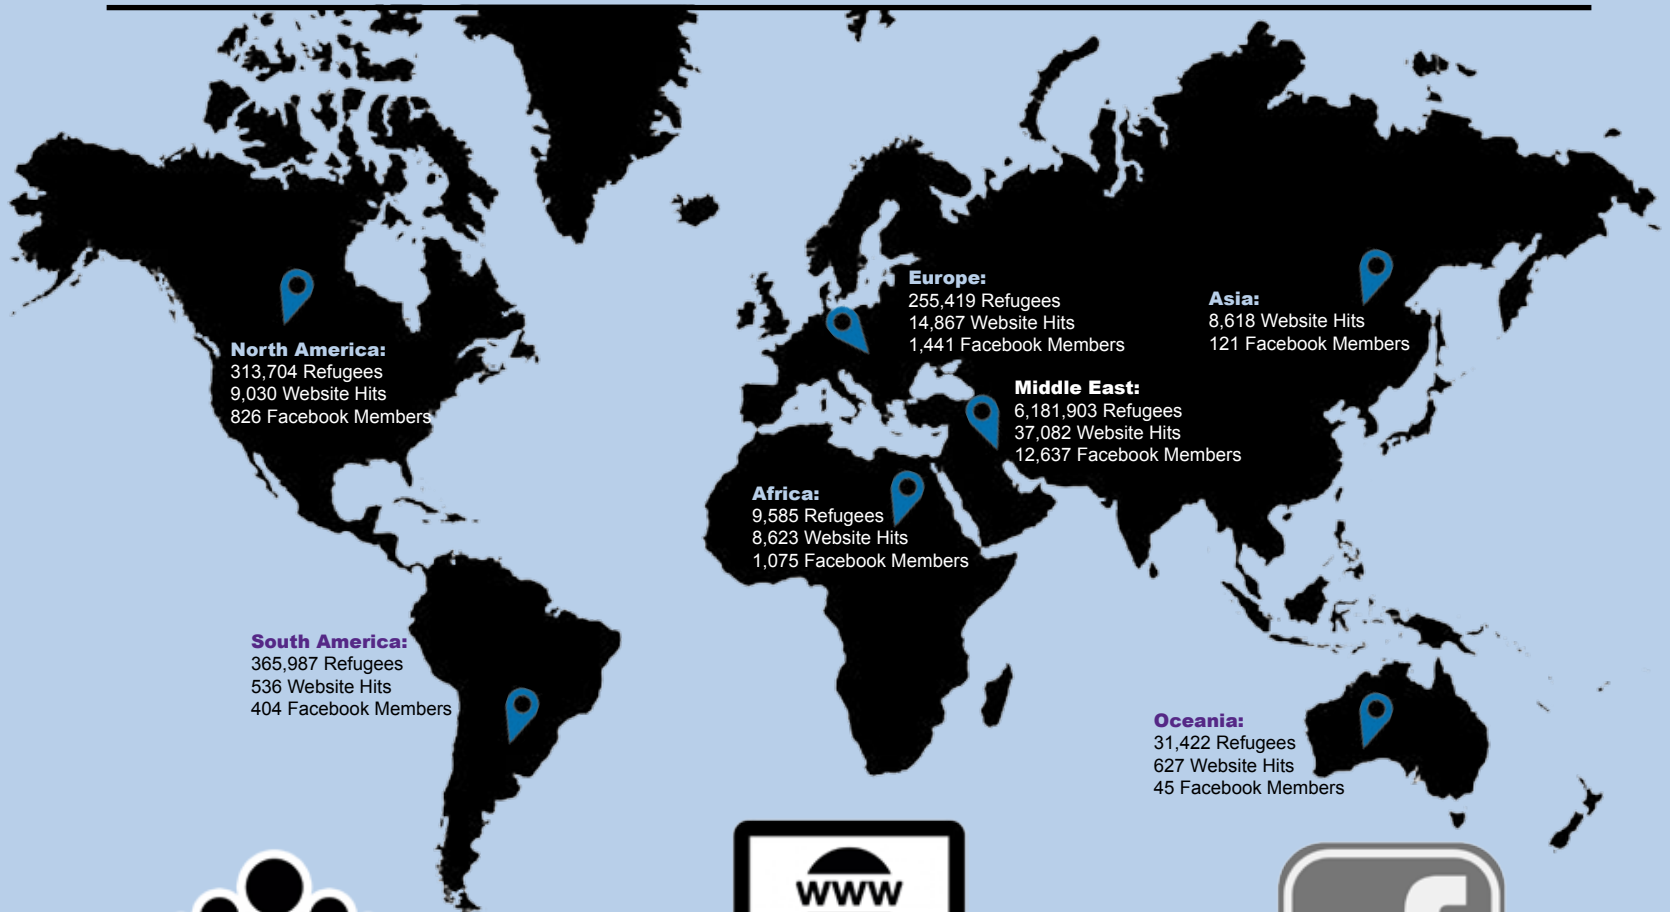 North America:
313,704 Refugees
9,030 Website Hits
826 Facebook Members
Europe:
255,419 Refugees
14,867 Website Hits
1,441 Facebook Members
Asia:
8,618 Website Hits
121 Facebook Members
Middle East:
6,181,903 Refugees
37,082 Website Hits
12,637 Facebook Members
Africa:
9,585 Refugees
8,623 Website Hits
1,075 Facebook Members
South America:
365,987 Refugees
536 Website Hits
404 Facebook Members
Oceania:
31,422 Refugees
627 Website Hits
45 Facebook Members
www
f